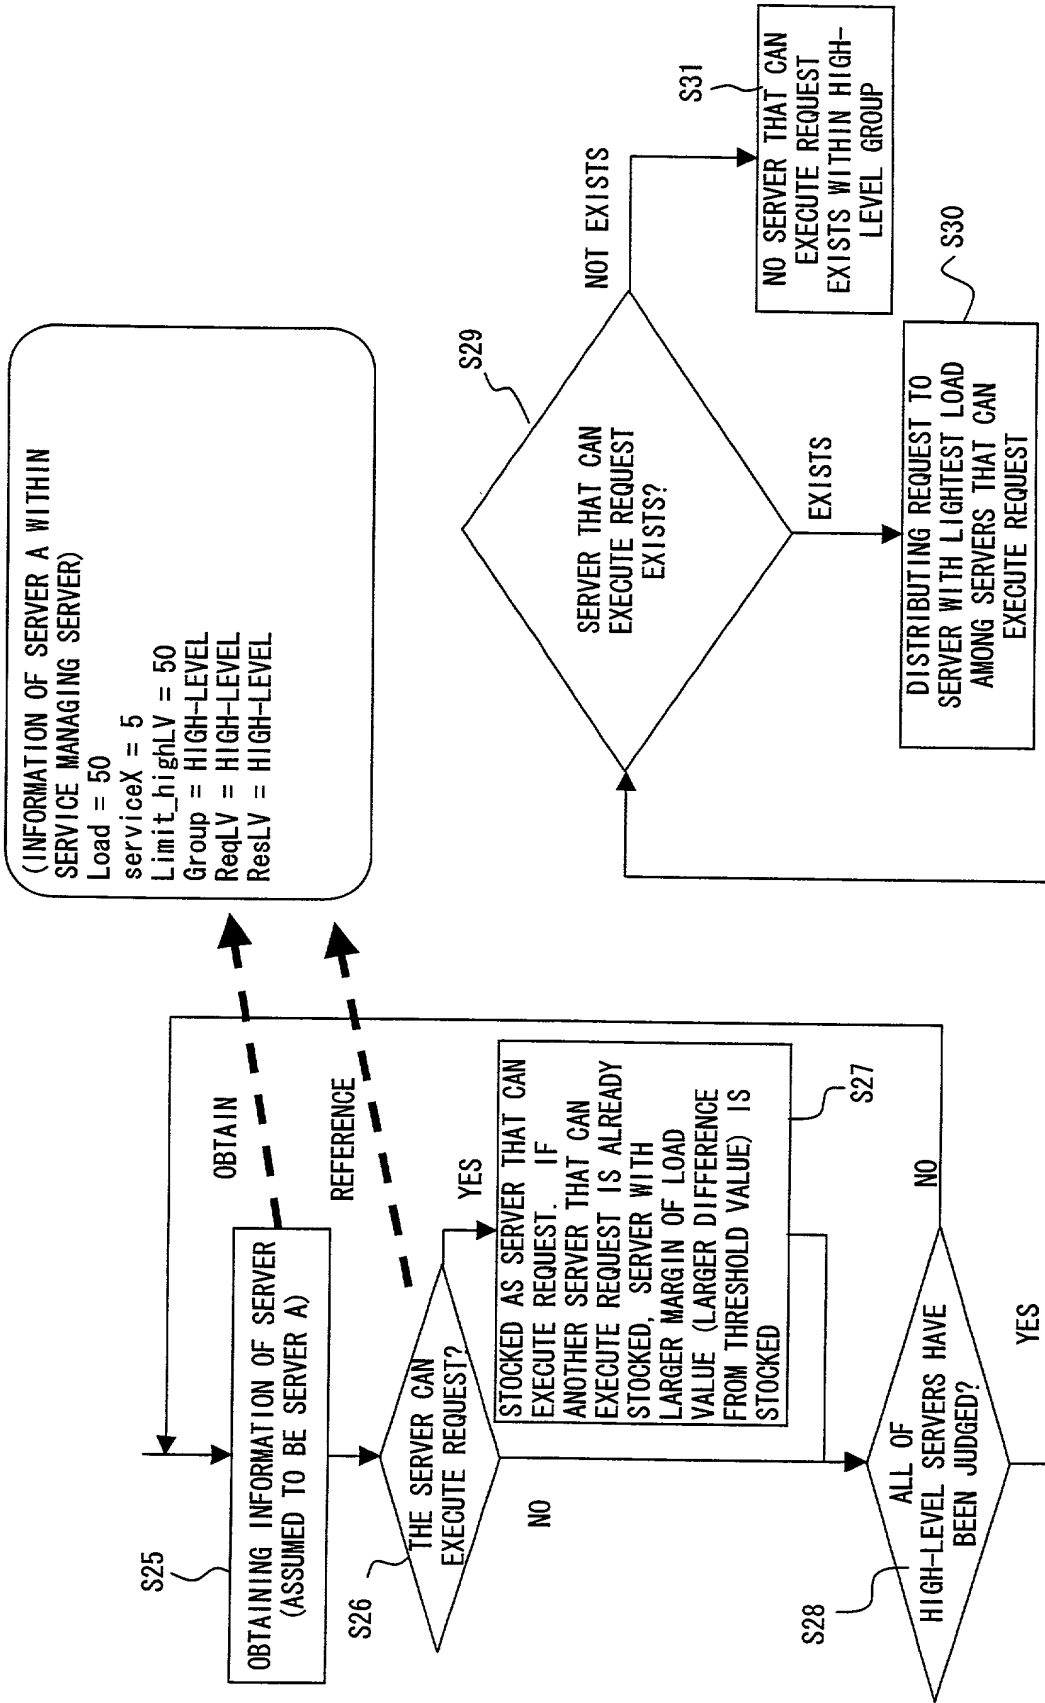 S25
OBTAINING INFORMATION OF SERVER
(ASSUMED TO BE SERVER A)
OBTAIN
REFERENCE
(INFORMATION OF SERVER A WITHIN
SERVICE MANAGING SERVER)
Load = 50
serviceX = 5
Limit_highLV = 50
Group = HIGH-LEVEL
ReqLV = HIGH-LEVEL
ResLV = HIGH-LEVEL
S26
THE SERVER CAN
EXECUTE REQUEST?
YES
NO
STOCKED AS SERVER THAT CAN
EXECUTE REQUEST. IF
ANOTHER SERVER THAT CAN
EXECUTE REQUEST IS ALREADY
STOCKED, SERVER WITH
LARGER MARGIN OF LOAD
VALUE (LARGER DIFFERENCE
FROM THRESHOLD VALUE) IS
STOCKED
S27
S28
ALL OF
HIGH-LEVEL SERVERS HAVE
BEEN JUDGED?
NO
YES
S29
SERVER THAT CAN
EXECUTE REQUEST
EXISTS?
NOT EXISTS
EXISTS
S31
NO SERVER THAT CAN
EXECUTE REQUEST
EXISTS WITHIN HIGH-
LEVEL GROUP
S30
DISTRIBUTING REQUEST TO
SERVER WITH LIGHTEST LOAD
AMONG SERVERS THAT CAN
EXECUTE REQUEST